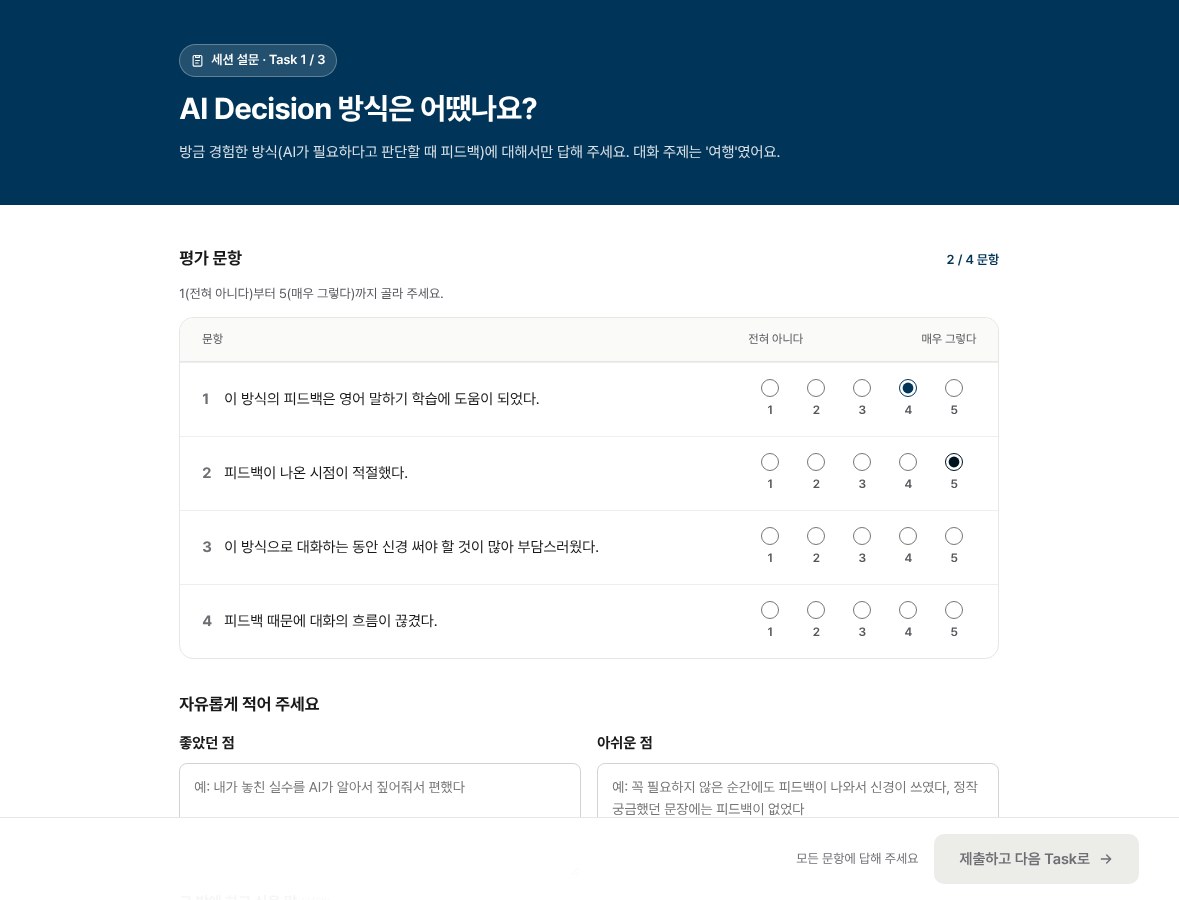 세션 설문 · Task 1 / 3
AI Decision 방식은 어땠나요?
방금 경험한 방식(AI가 필요하다고 판단할 때 피드백)에 대해서만 답해 주세요. 대화 주제는 '여행'였어요.
평가 문항
2 / 4 문항
1(전혀 아니다)부터 5(매우 그렇다)까지 골라 주세요.
문항 전혀 아니다 매우 그렇다
1 이 방식의 피드백은 영어 말하기 학습에 도움이 되었다.
1 2 3 4 5
2 피드백이 나온 시점이 적절했다.
1 2 3 4 5
3 이 방식으로 대화하는 동안 신경 써야 할 것이 많아 부담스러웠다.
1 2 3 4 5
4 피드백 때문에 대화의 흐름이 끊겼다.
1 2 3 4 5
자유롭게 적어 주세요
좋았던 점
예: 내가 놓친 실수를 AI가 알아서 짚어줘서 편했다
아쉬운 점
예: 꼭 필요하지 않은 순간에도 피드백이 나와서 신경이 쓰였다, 정작
궁금했던 문장에는 피드백이 없었다
모든 문항에 답해 주세요
제출하고 다음 Task로 →